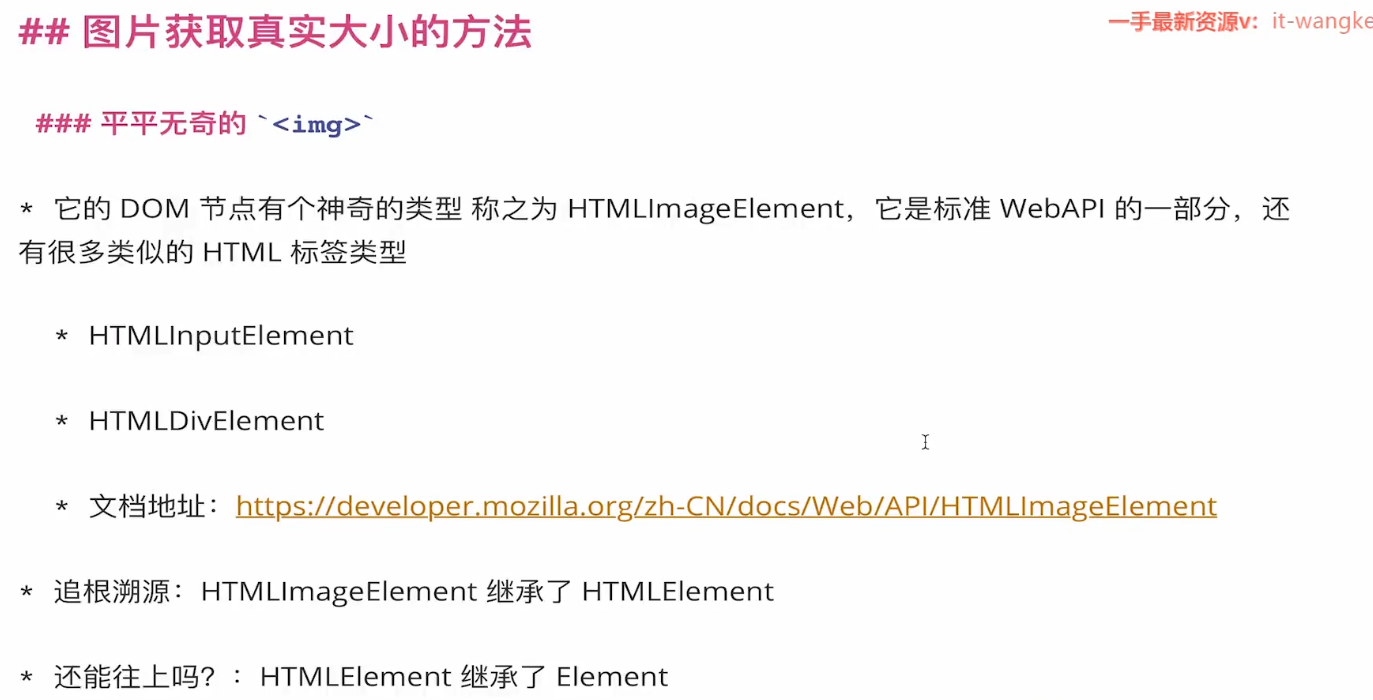 ## 图片获取真实大小的方法
一手最新资源v：it-wangke
### 平平无奇的 `<img>`
* 它的 DOM 节点有个神奇的类型 称之为 HTMLImageElement，它是标准 WebAPI 的一部分，还
有很多类似的 HTML 标签类型
* HTMLInputElement
* HTMLDivElement
* 文档地址：https://developer.mozilla.org/zh-CN/docs/Web/API/HTMLImageElement
* 追根溯源：HTMLImageElement 继承了 HTMLElement
* 还能往上吗？：HTMLElement 继承了 Element